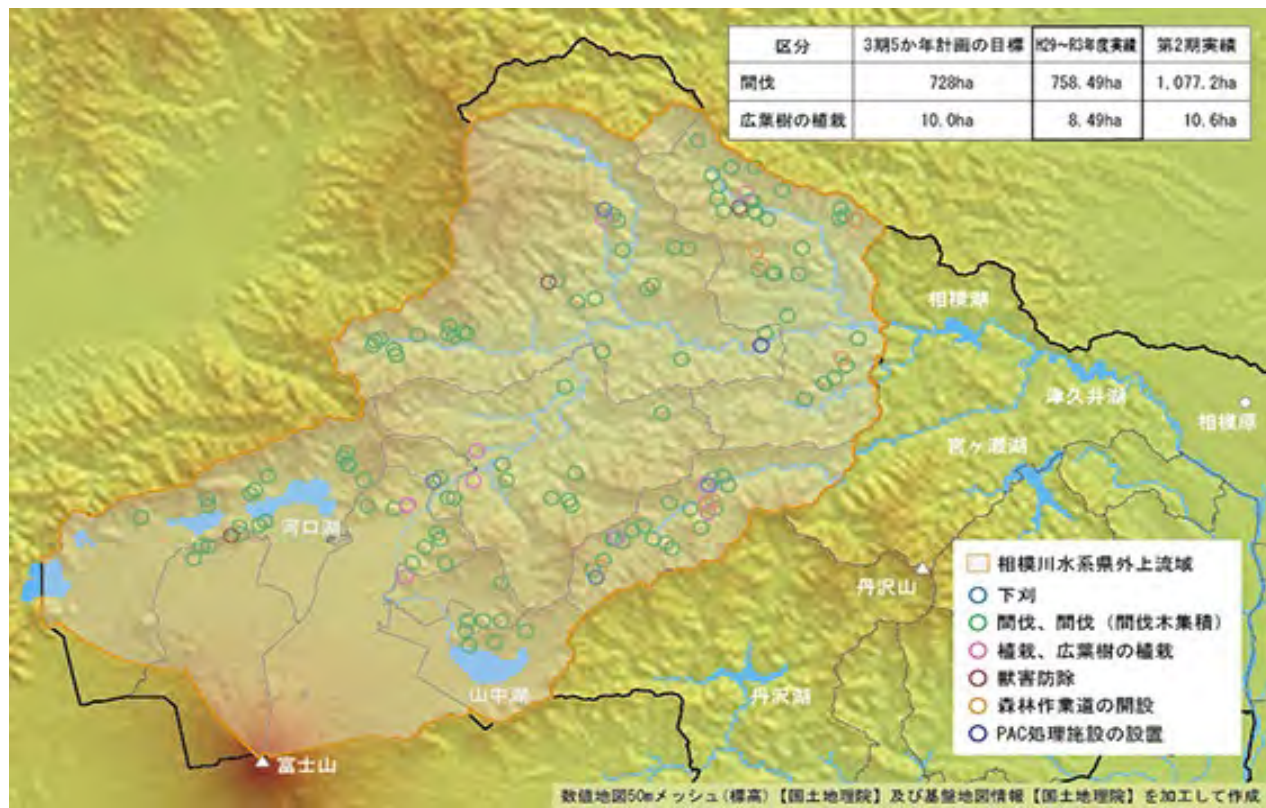 区分 3期5か年計画の目標 H29~R3年度実績 第2期実績
間伐 728ha 758.49ha 1,077.2ha
広葉樹の植栽 10.0ha 8.49ha 10.6ha
相模湖
津久井湖
相模原
宮ヶ瀬湖
河口湖
丹沢山
山中湖
丹沢湖
富士山
相模川水系県外上流域
下刈
間伐、間伐(間伐木集積)
植栽、広葉樹の植栽
獣害防除
森林作業道の開設
PAC処理施設の設置
数値地図50mメッシュ(標高)【国土地理院】及び基盤地図情報【国土地理院】を加工して作成